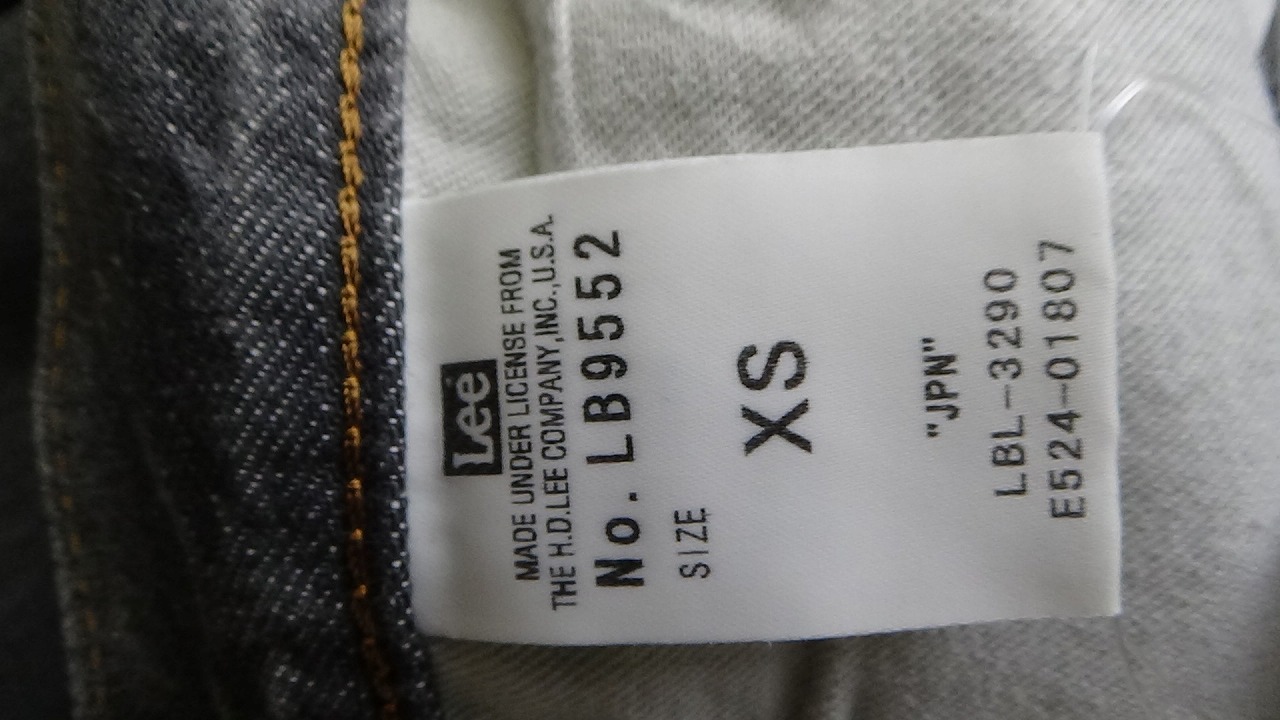 Lee
MADE UNDER LICENSE FROM
THE H.D.LEE COMPANY,INC.,U.S.A.
No. LB9552
SIZE
XS
"JPN"
LBL-3290
E524-01807